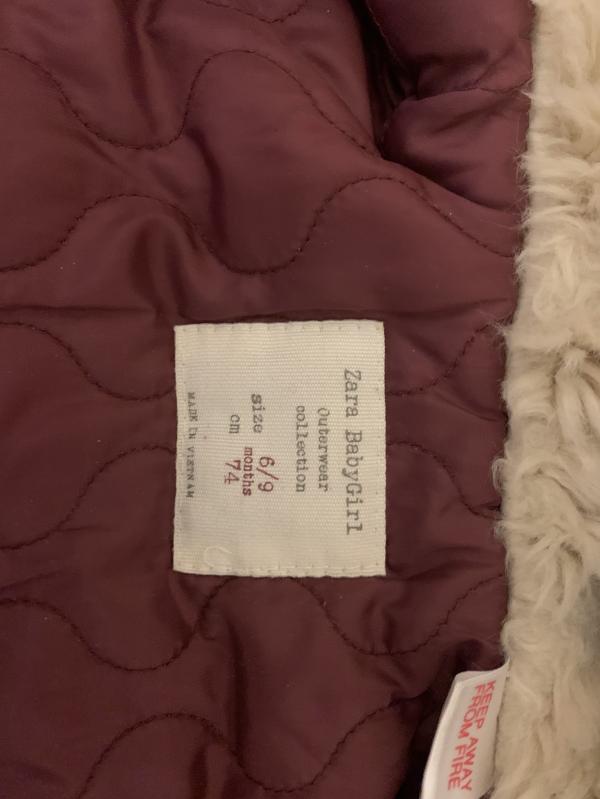 Zara BabyGirl
Outerwear
collection
size 6/9
months
cm 74
MADE IN VIETNAM
KEEP AWAY
FROM FIRE